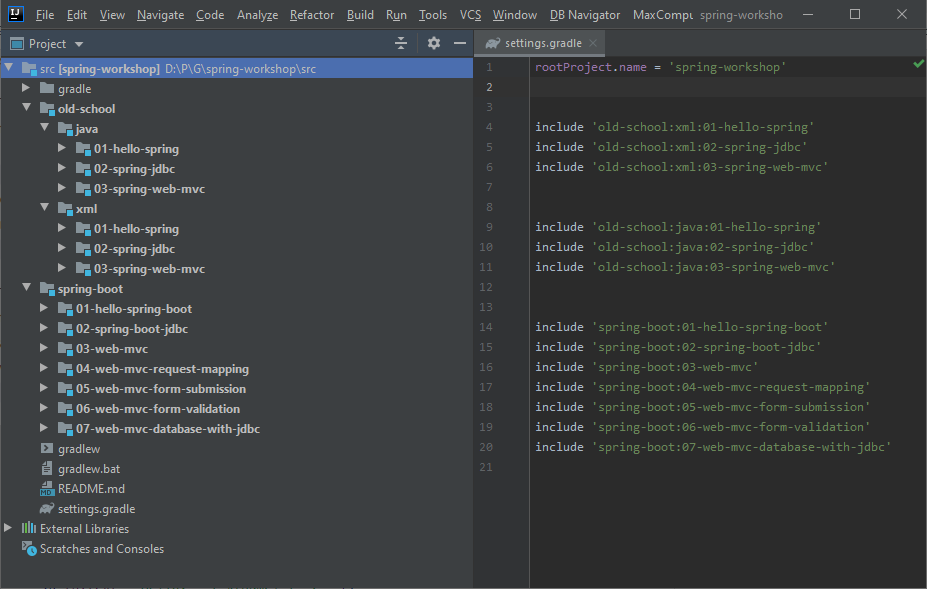 IJ File Edit View Navigate Code Analyze Refactor Build Run Tools VCS Window DB Navigator MaxCompu spring-worksho
Project
src [spring-workshop] D:\P\G\spring-workshop\src
gradle
old-school
java
01-hello-spring
02-spring-jdbc
03-spring-web-mvc
xml
01-hello-spring
02-spring-jdbc
03-spring-web-mvc
spring-boot
01-hello-spring-boot
02-spring-boot-jdbc
03-web-mvc
04-web-mvc-request-mapping
05-web-mvc-form-submission
06-web-mvc-form-validation
07-web-mvc-database-with-jdbc
gradlew
gradlew.bat
MD README.md
settings.gradle
External Libraries
Scratches and Consoles
settings.gradle
1 rootProject.name = 'spring-workshop'
2
3
4 include 'old-school:xml:01-hello-spring'
5 include 'old-school:xml:02-spring-jdbc'
6 include 'old-school:xml:03-spring-web-mvc'
7
8
9 include 'old-school:java:01-hello-spring'
10 include 'old-school:java:02-spring-jdbc'
11 include 'old-school:java:03-spring-web-mvc'
12
13
14 include 'spring-boot:01-hello-spring-boot'
15 include 'spring-boot:02-spring-boot-jdbc'
16 include 'spring-boot:03-web-mvc'
17 include 'spring-boot:04-web-mvc-request-mapping'
18 include 'spring-boot:05-web-mvc-form-submission'
19 include 'spring-boot:06-web-mvc-form-validation'
20 include 'spring-boot:07-web-mvc-database-with-jdbc'
21